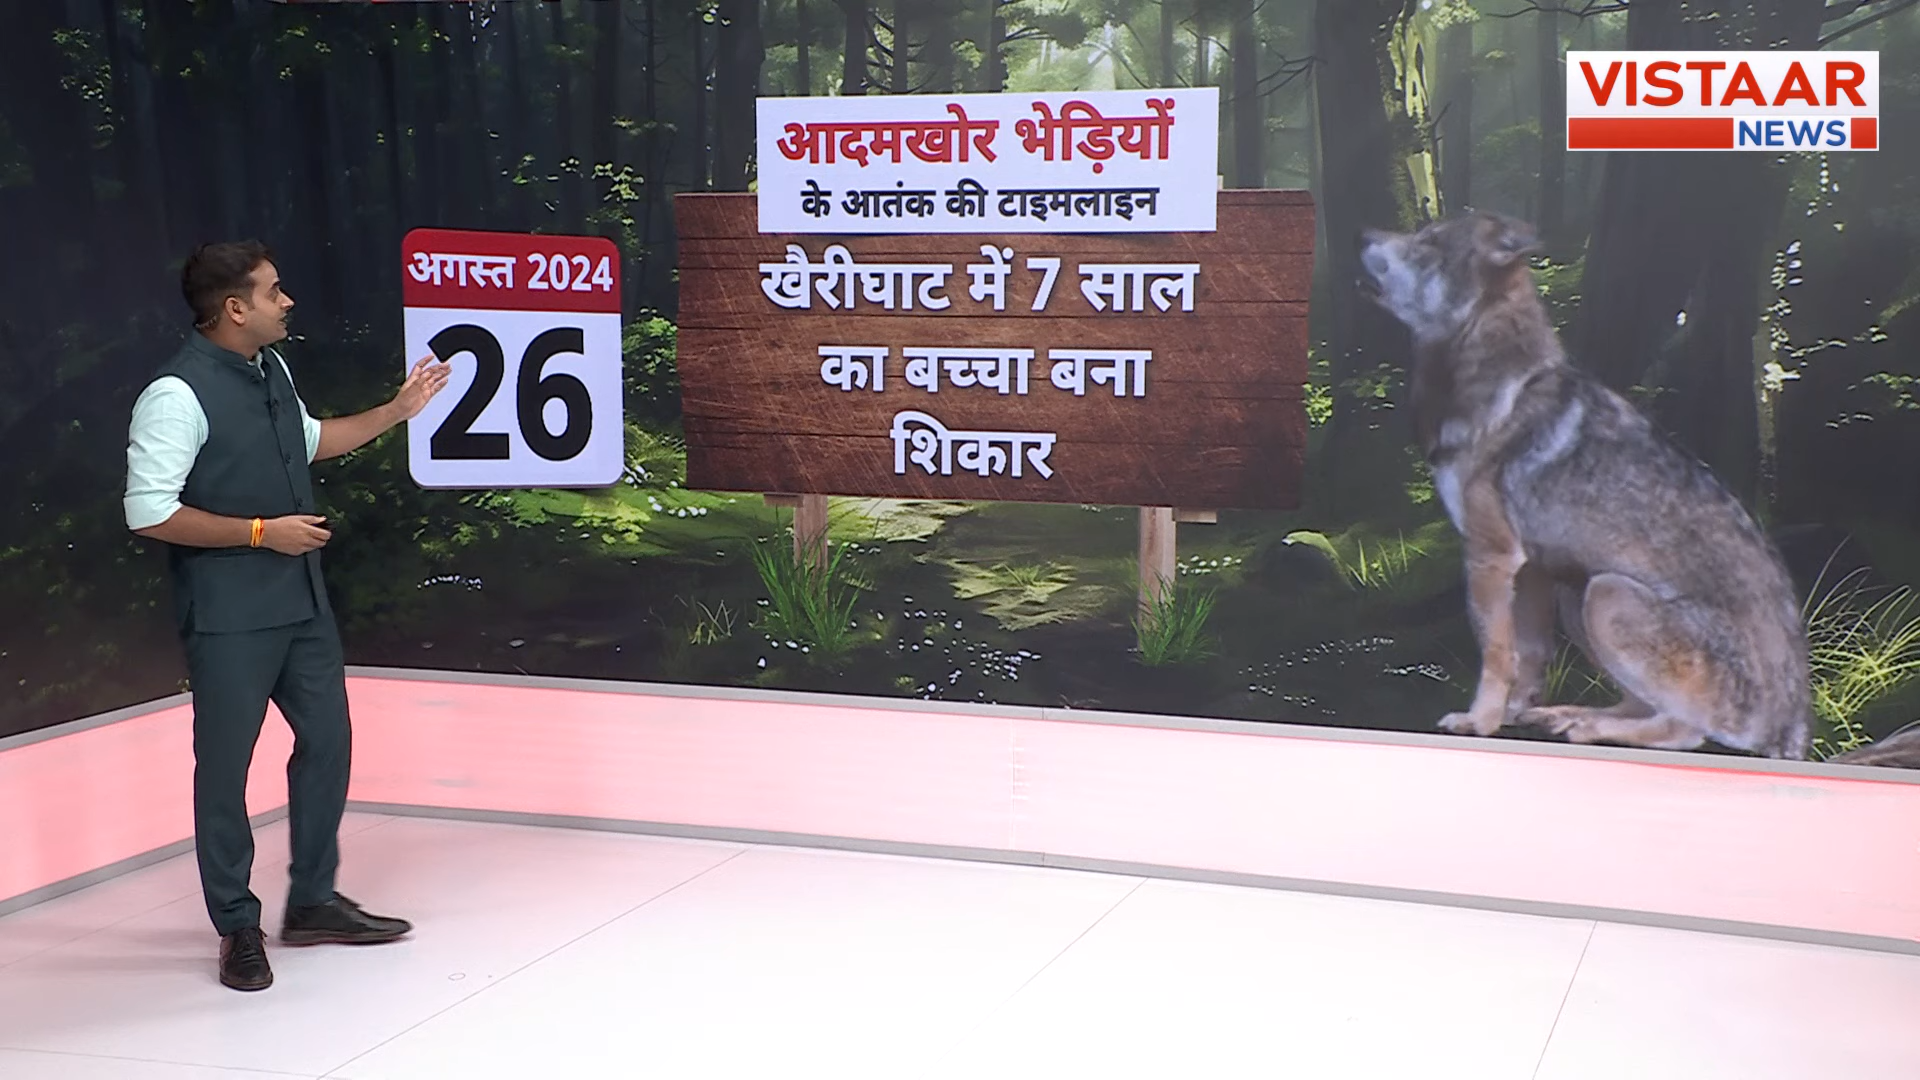 VISTAAR
NEWS
आदमखोर भेड़ियों
के आतंक की टाइमलाइन
अगस्त 2024
26
खैरीघाट में 7 साल
का बच्चा बना
शिकार